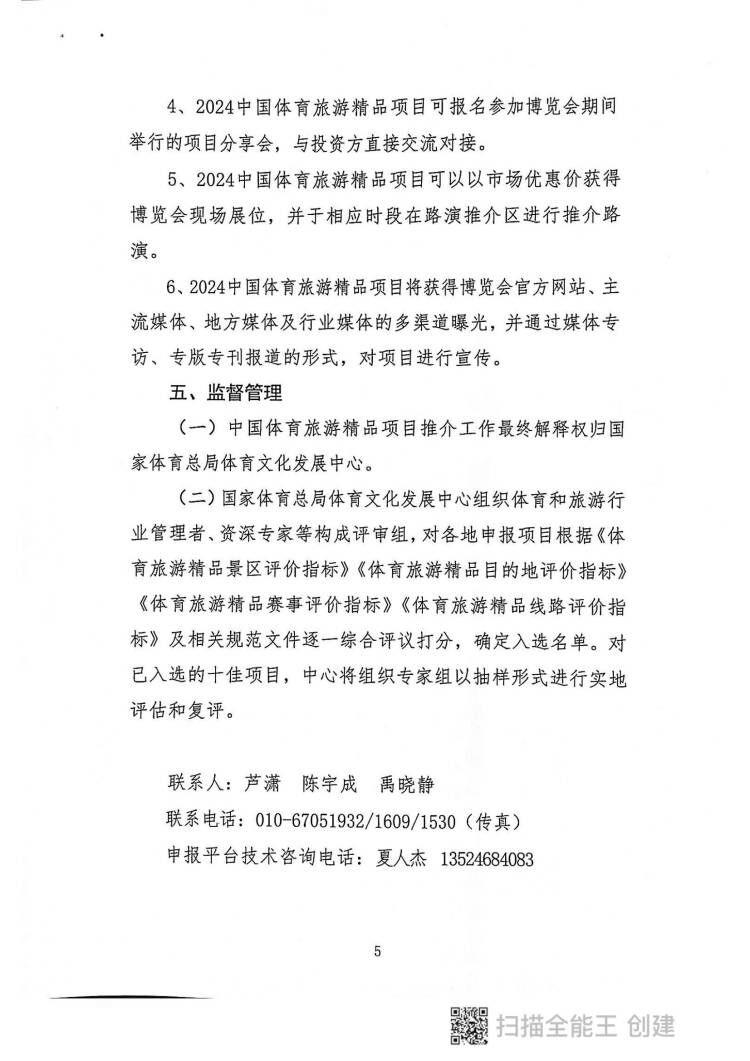 4、2024中国体育旅游精品项目可报名参加博览会期间
举行的项目分享会，与投资方直接交流对接。
5、2024中国体育旅游精品项目可以以市场优惠价获得
博览会现场展位，并于相应时段在路演推介区进行推介路
演。
6、2024中国体育旅游精品项目将获得博览会官方网站、主
流媒体、地方媒体及行业媒体的多渠道曝光，并通过媒体专
访、专版专刊报道的形式，对项目进行宣传。
五、监督管理
（一）中国体育旅游精品项目推介工作最终解释权归国
家体育总局体育文化发展中心。
（二）国家体育总局体育文化发展中心组织体育和旅游行
业管理者、资深专家等构成评审组，对各地申报项目根据《体
育旅游精品景区评价指标》《体育旅游精品目的地评价指标》
《体育旅游精品赛事评价指标》《体育旅游精品线路评价指
标》及相关规范文件逐一综合评议打分，确定入选名单。对
已入选的十佳项目，中心将组织专家组以抽样形式进行实地
评估和复评。
联系人：芦潇 陈宇成 禹晓静
联系电话：010-67051932/1609/1530（传真）
申报平台技术咨询电话：夏人杰 13524684083
5
扫描全能王 创建